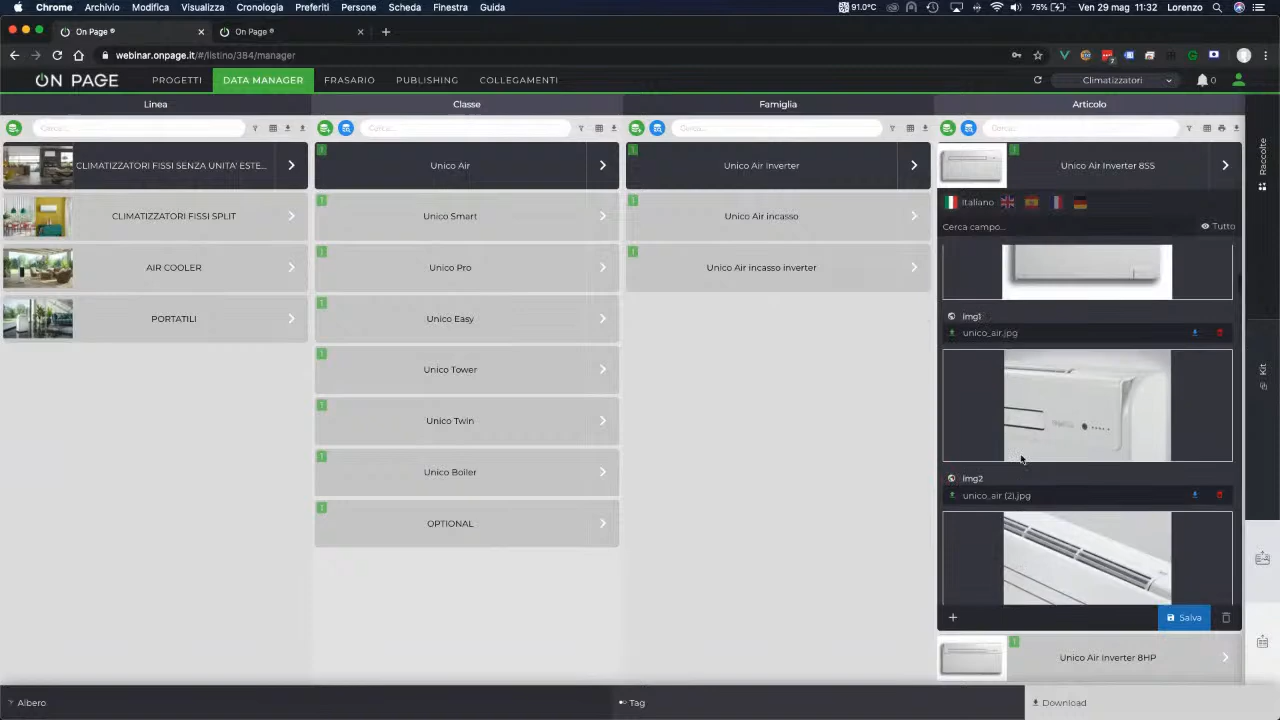 Chrome Archivio Modifica Visualizza Cronologia Preferiti Persone Scheda Finestra Guida 91.0°c 75% Ven 29 mag 11:32 Lorenzo
On Page ® On Page ®
webinar.onpage.it/#/listino/384/manager
ON PAGE PROGETTI DATA MANAGER FRASARIO PUBLISHING COLLEGAMENTI Climatizzatori 0
Linea Classe Famiglia Articolo
Cerca... Cerca... Cerca... Cerca...
CLIMATIZZATORI FISSI SENZA UNITA' ESTE... Unico Air Unico Air Inverter Unico Air Inverter 8SS
Italiano
CLIMATIZZATORI FISSI SPLIT Unico Smart Unico Air incasso
Cerca campo... Tutto
AIR COOLER Unico Pro Unico Air incasso inverter
PORTATILI Unico Easy
Img1
unico_air.jpg
Unico Tower
Unico Twin
Unico Boiler
Img2
unico_air (2).jpg
OPTIONAL
Salva
Unico Air Inverter 8HP
Albero Tag Download
Raccolte
Kit